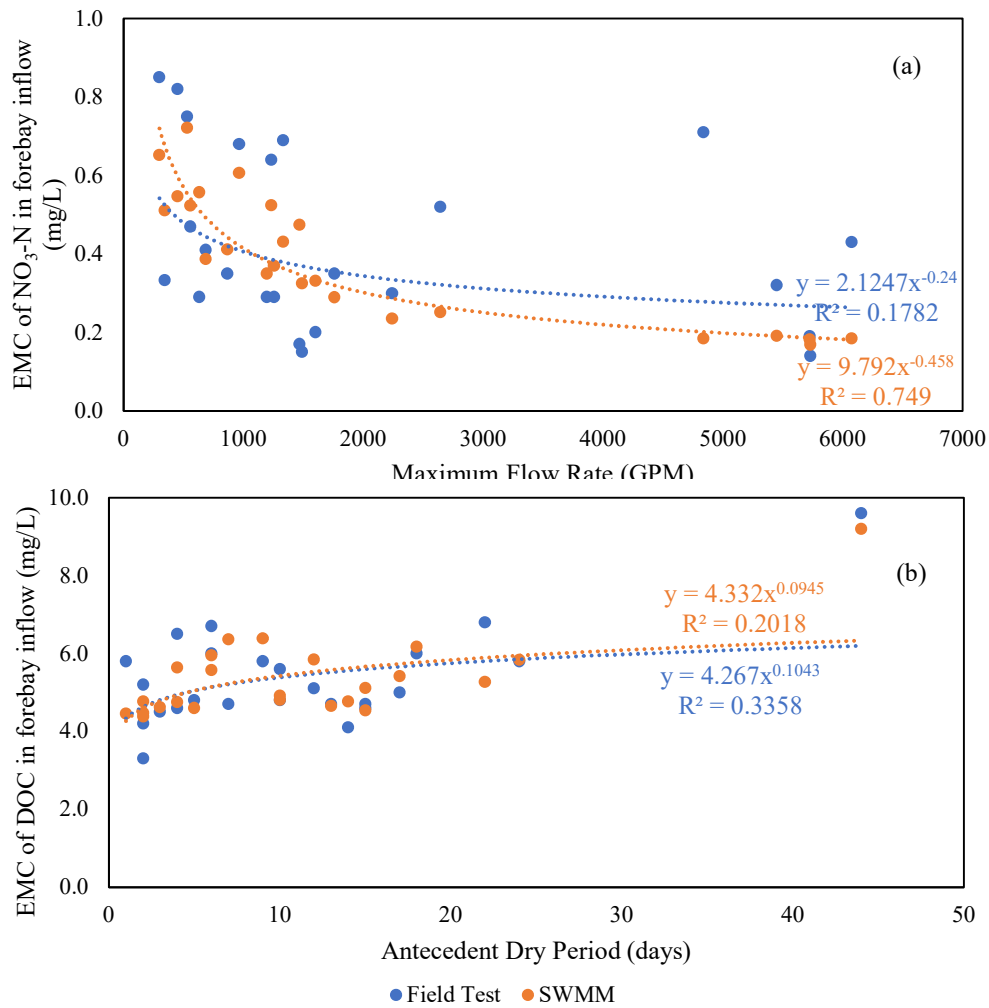 1.0
0.8
0.6
0.4
0.2
0.0
EMC of NO₃-N in forebay inflow
(mg/L)
(a)
y = 2.1247x^-0.24
R² = 0.1782
y = 9.792x^-0.458
R² = 0.749
0 1000 2000 3000 4000 5000 6000 7000
Maximum Flow Rate (GPM)
10.0
8.0
6.0
4.0
2.0
0.0
EMC of DOC in forebay inflow (mg/L)
(b)
y = 4.332x^0.0945
R² = 0.2018
y = 4.267x^0.1043
R² = 0.3358
0 10 20 30 40 50
Antecedent Dry Period (days)
Field Test SWMM